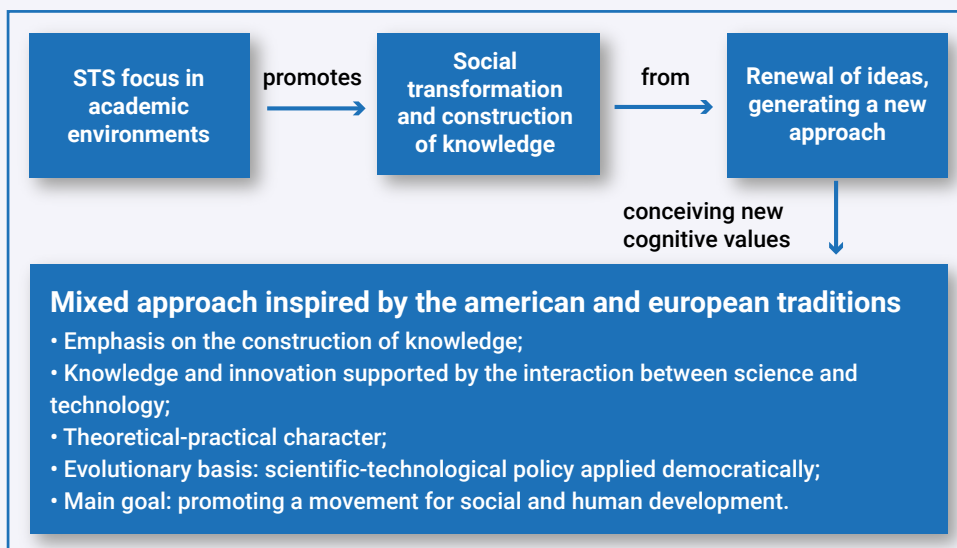 STS focus in
academic
environments
promotes
Social
transformation
and construction
of knowledge
from
Renewal of ideas,
generating a new
approach
conceiving new
cognitive values
Mixed approach inspired by the american and european traditions
• Emphasis on the construction of knowledge;
• Knowledge and innovation supported by the interaction between science and
technology;
• Theoretical-practical character;
• Evolutionary basis: scientific-technological policy applied democratically;
• Main goal: promoting a movement for social and human development.